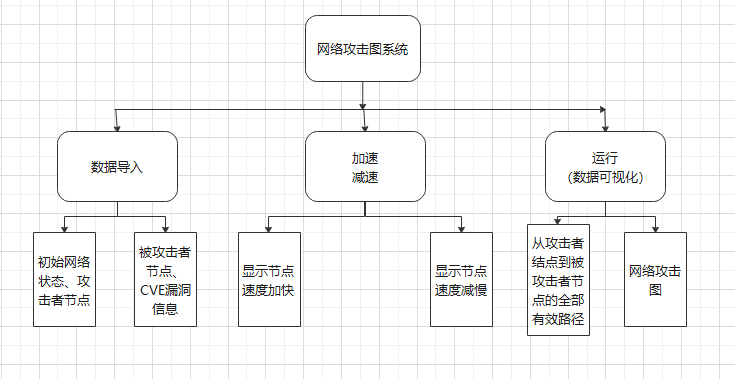 网络攻击图系统
数据导入
加速
减速
运行
（数据可视化）
初始网络
状态、攻
击者节点
被攻击者
节点、
CVE漏洞
信息
显示节点
速度加快
显示节点
速度减慢
从攻击者
结点到被
攻击者节
点的全部
有效路径
网络攻击
图